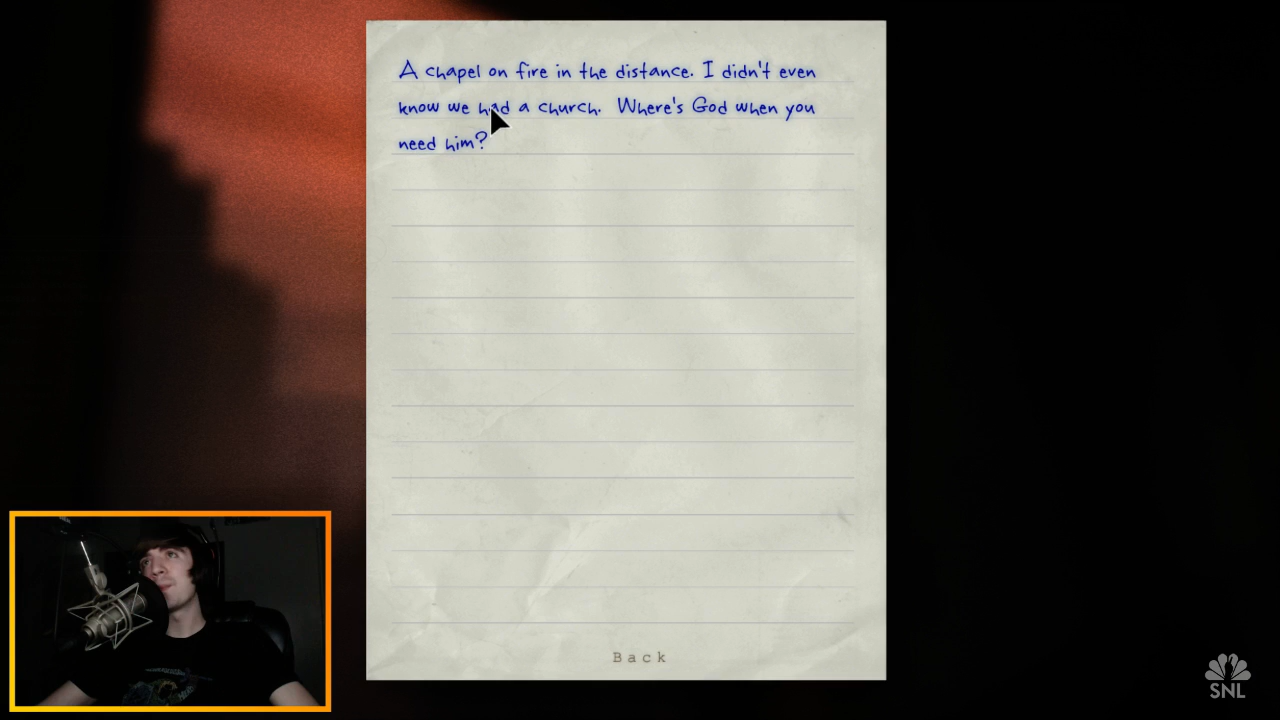 A chapel on fire in the distance. I didn't even
know we had a church. Where's God when you
need him?
Back
SNL